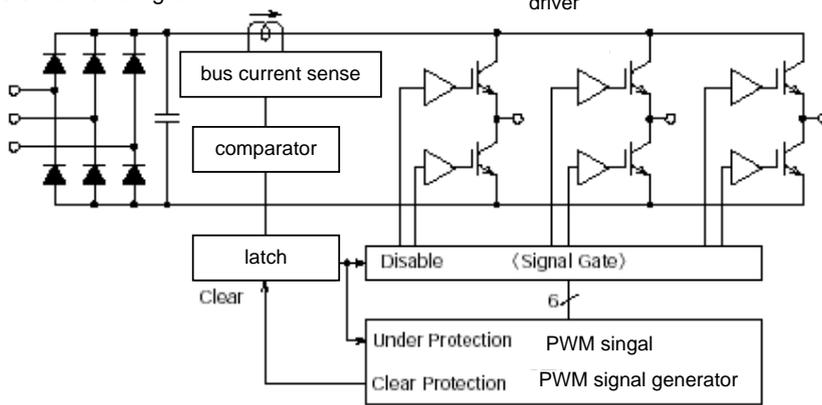 driver
bus current sense
comparator
latch
Disable 〈Signal Gate〉
Clear
6
Under Protection PWM singal
Clear Protection PWM signal generator